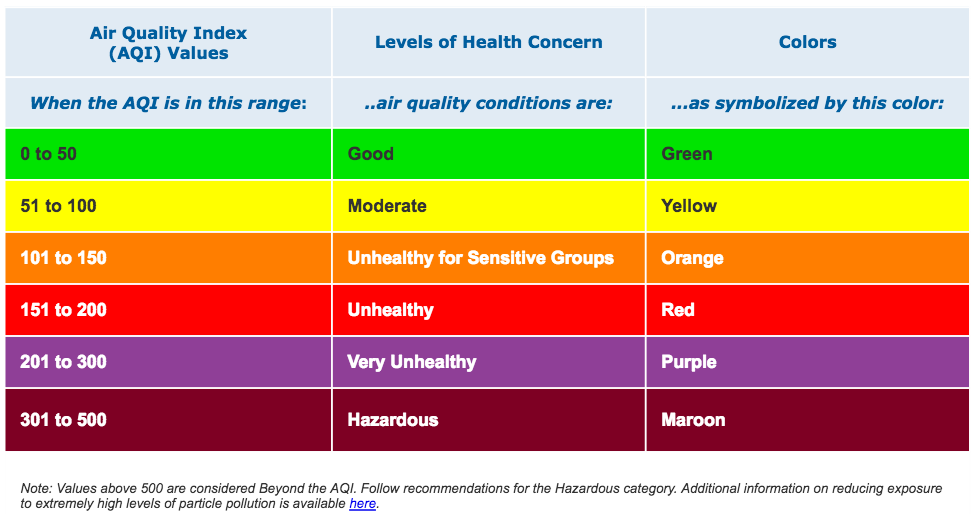 Air Quality Index
(AQI) Values
Levels of Health Concern
Colors
When the AQI is in this range:
..air quality conditions are:
...as symbolized by this color:
0 to 50
Good
Green
51 to 100
Moderate
Yellow
101 to 150
Unhealthy for Sensitive Groups
Orange
151 to 200
Unhealthy
Red
201 to 300
Very Unhealthy
Purple
301 to 500
Hazardous
Maroon
Note: Values above 500 are considered Beyond the AQI. Follow recommendations for the Hazardous category. Additional information on reducing exposure
to extremely high levels of particle pollution is available here.